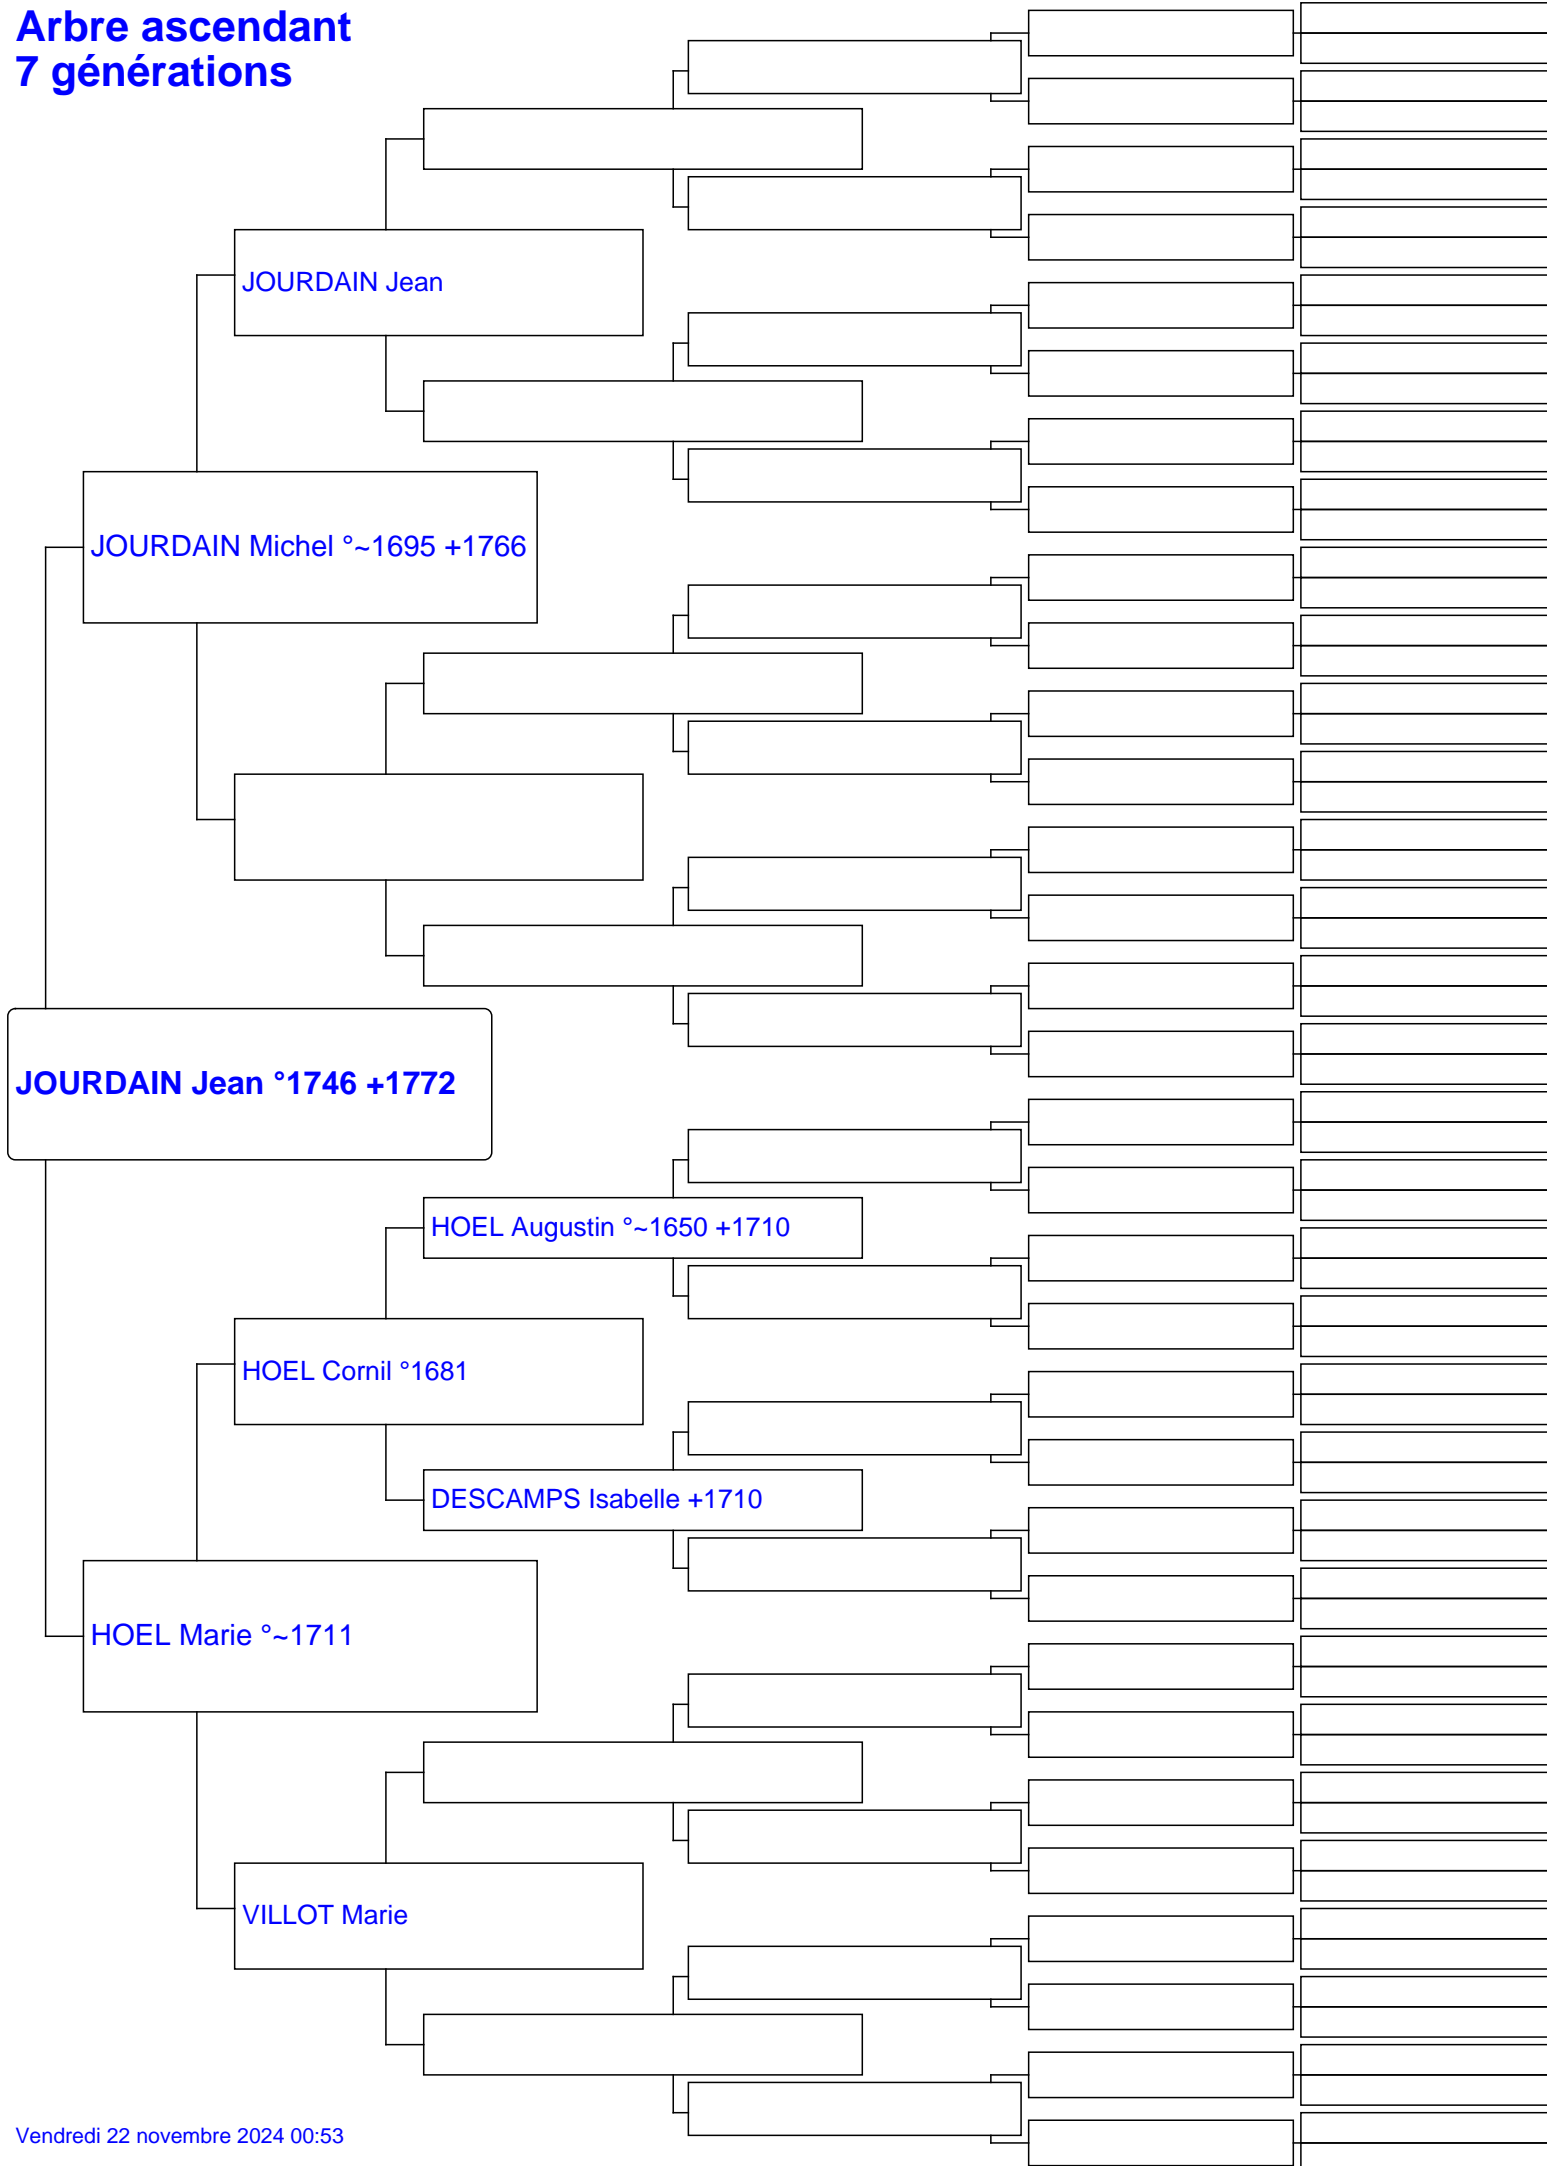 Arbre ascendant
7 générations
JOURDAIN Jean
JOURDAIN Michel °~1695 +1766
JOURDAIN Jean °1746 +1772
HOEL Augustin °~1650 +1710
HOEL Cornil °1681
DESCAMPS Isabelle +1710
HOEL Marie °~1711
VILLOT Marie
Vendredi 22 novembre 2024 00:53